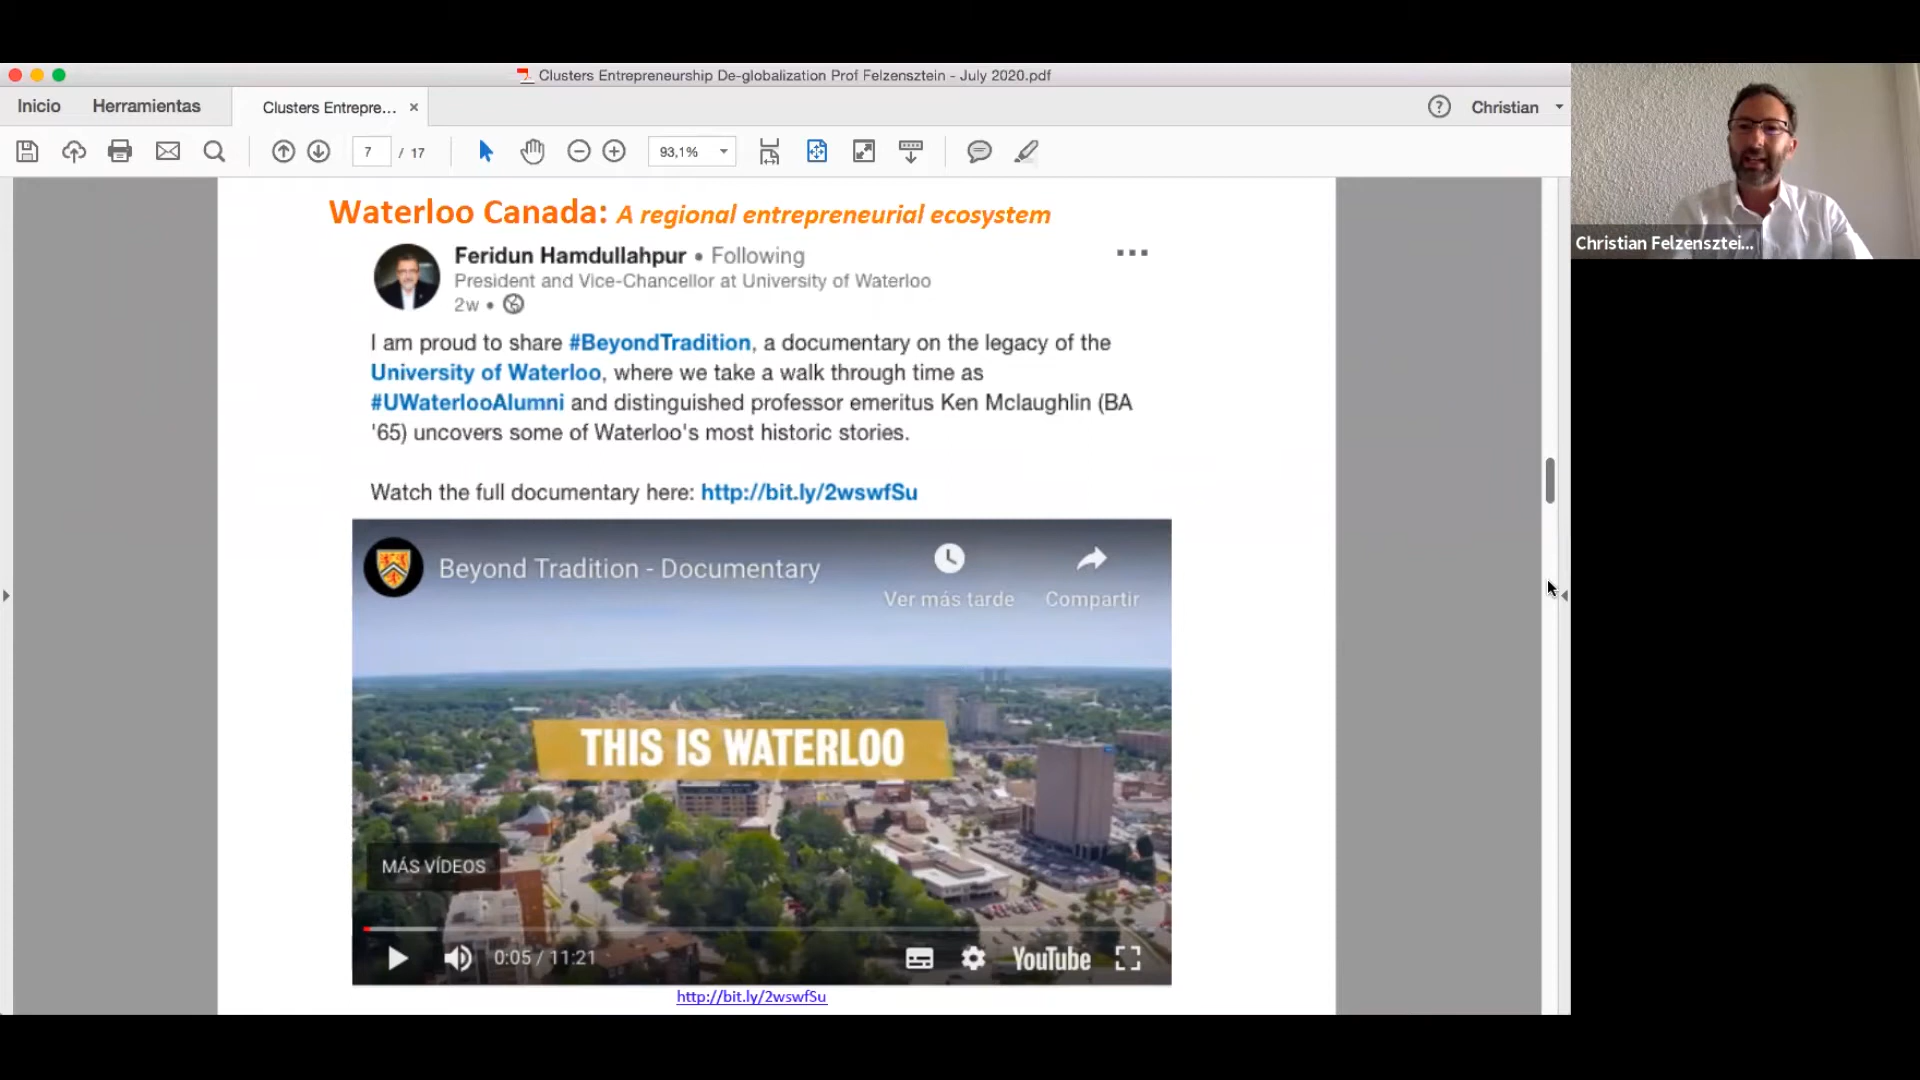 Clusters Entrepreneurship De-globalization Prof Felzensztein - July 2020.pdf
Inicio
Herramientas
Clusters Entrepre... ×
?
Christian
7 / 17
93,1%
Christian Felzensztei...
Waterloo Canada: A regional entrepreneurial ecosystem
Feridun Hamdullahpur • Following
President and Vice-Chancellor at University of Waterloo
2w •
I am proud to share #BeyondTradition, a documentary on the legacy of the
University of Waterloo, where we take a walk through time as
#UWaterlooAlumni and distinguished professor emeritus Ken Mclaughlin (BA
'65) uncovers some of Waterloo's most historic stories.
Watch the full documentary here: http://bit.ly/2wswfSu
Beyond Tradition - Documentary
Ver más tarde
Compartir
THIS IS WATERLOO
MÁS VÍDEOS
0:05 / 11:21
YouTube
http://bit.ly/2wswfSu